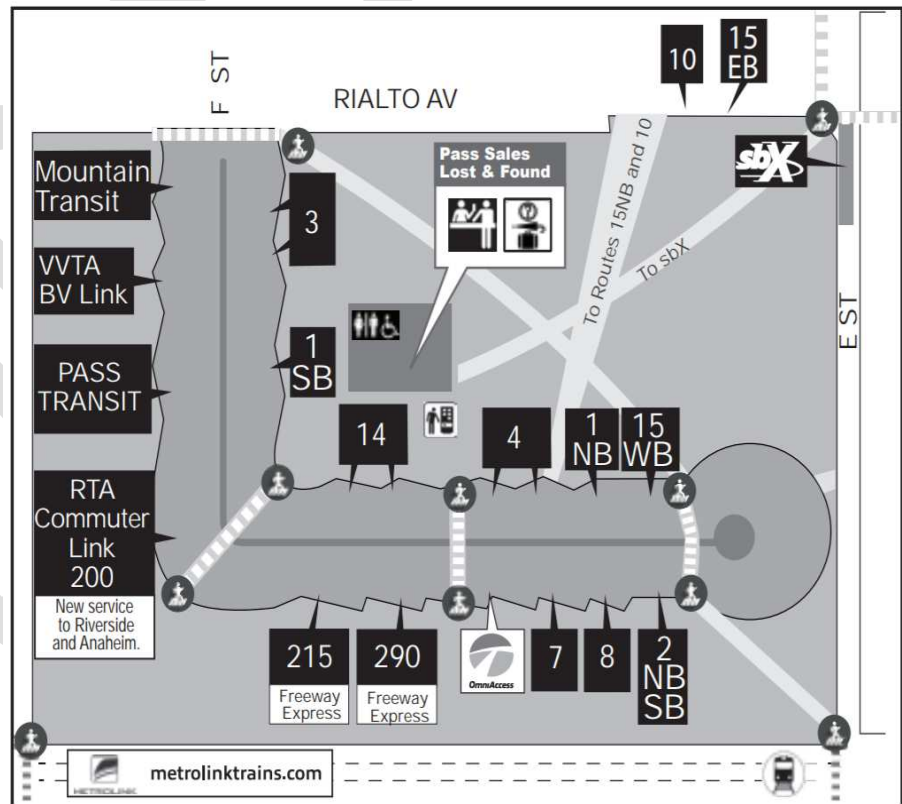 F ST
RIALTO AV
10
15
EB
Mountain
Transit
3
Pass Sales
Lost & Found
sbX
To Routes 15NB and 10
To sbX
E ST
VVTA
BV Link
1
SB
PASS
TRANSIT
14
4
1
NB
15
WB
RTA
Commuter
Link
200
New service
to Riverside
and Anaheim.
215
Freeway
Express
290
Freeway
Express
OmniAccess
7
8
2
NB
SB
METROLINK
metrolinktrains.com